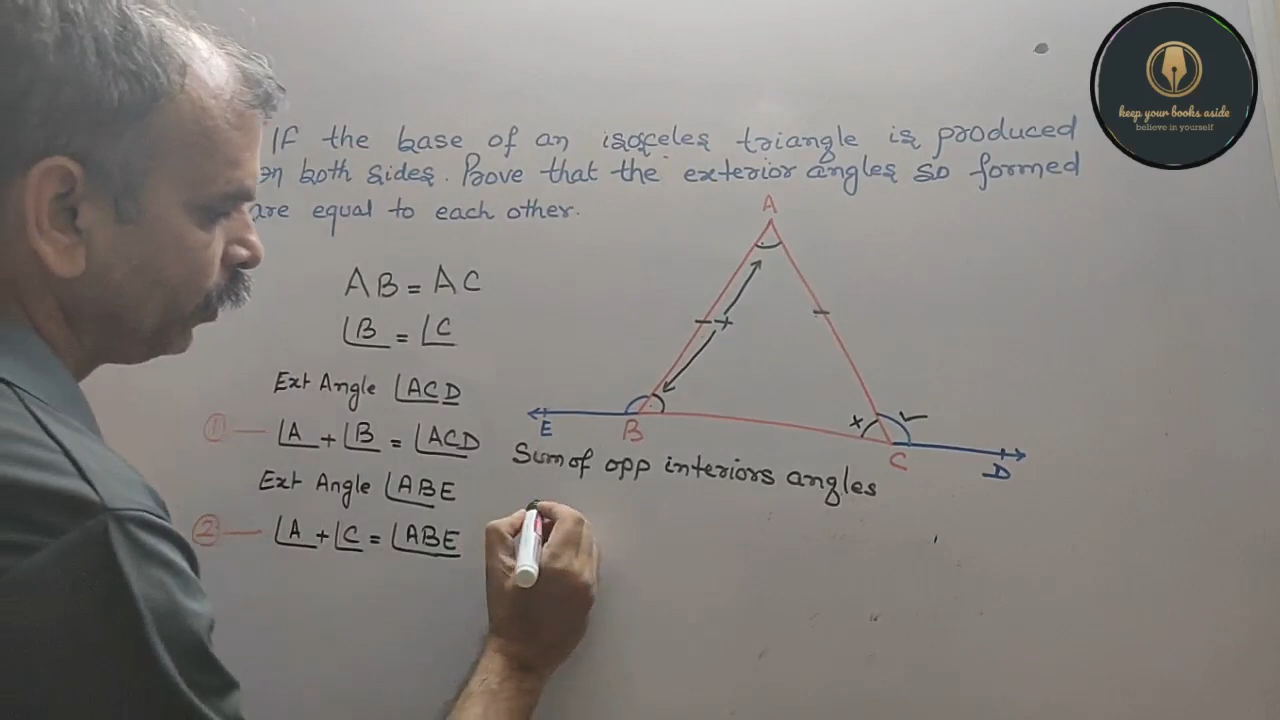 IF the base of an isosceles triangle is produced
on both sides. Prove that the exterior angles so formed
are equal to each other.
AB = AC
∠B = ∠C
Ext Angle ∠ACD
① — ∠A + ∠B = ∠ACD
Ext Angle ∠ABE
② — ∠A + ∠C = ∠ABE
A
E
B
x
C
D
Sum of opp interiors angles
keep your books aside
believe in yourself